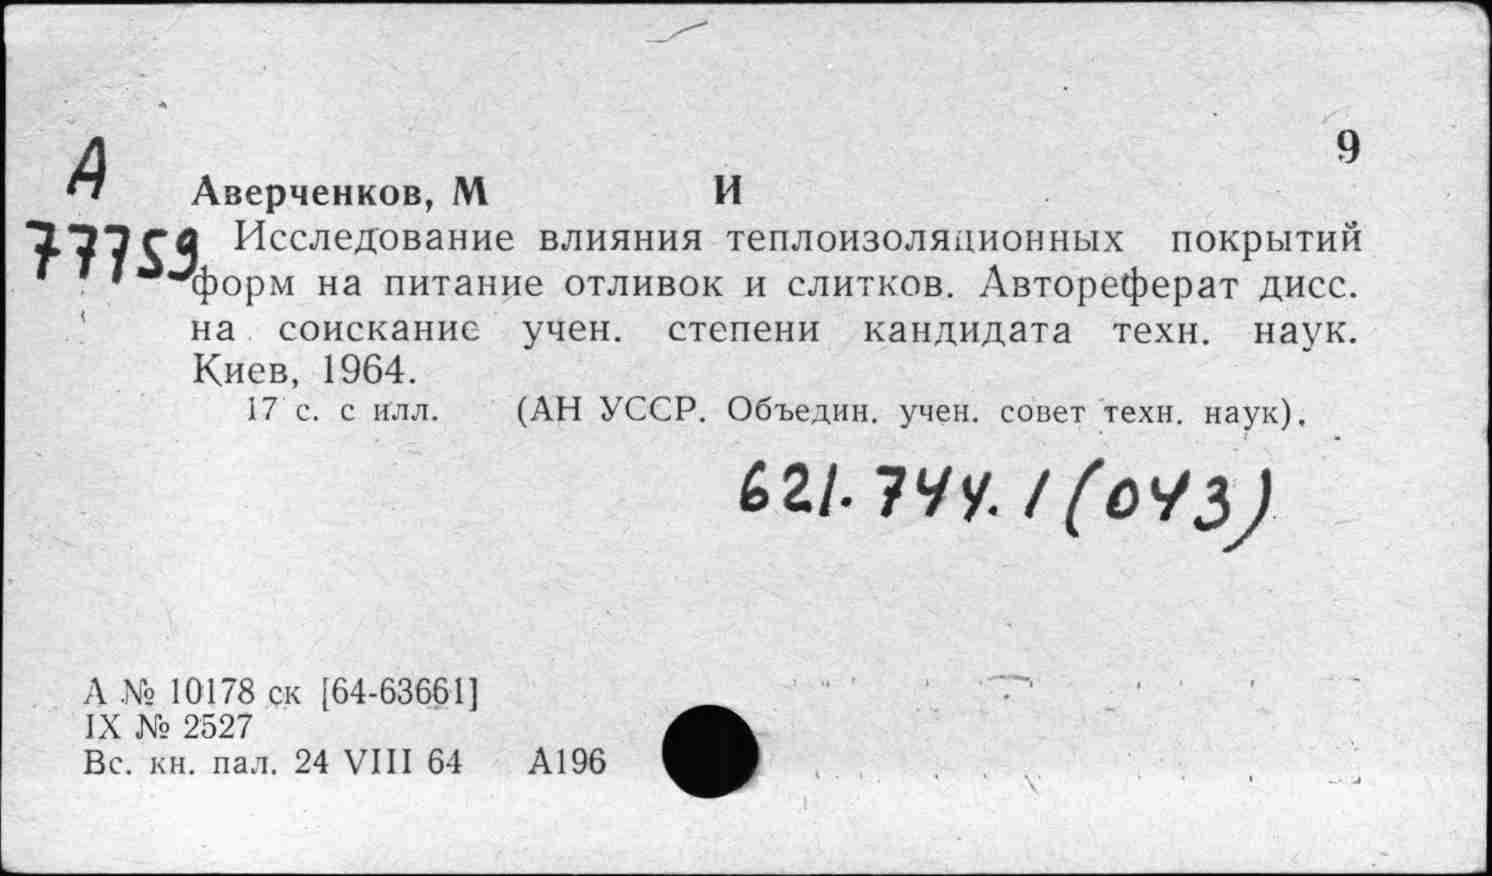 9
А
77759
Аверченков, М И
Исследование влияния теплоизоляционных покрытий
форм на питание отливок и слитков. Автореферат дисс.
на соискание учен. степени кандидата техн. наук.
Киев, 1964.
17 с. с илл. (АН УССР. Объедин. учен. совет техн. наук).
621.744.1(043)
А № 10178 ск [64-63661]
IX № 2527
Вс. кн. пал. 24 VIII 64 А196